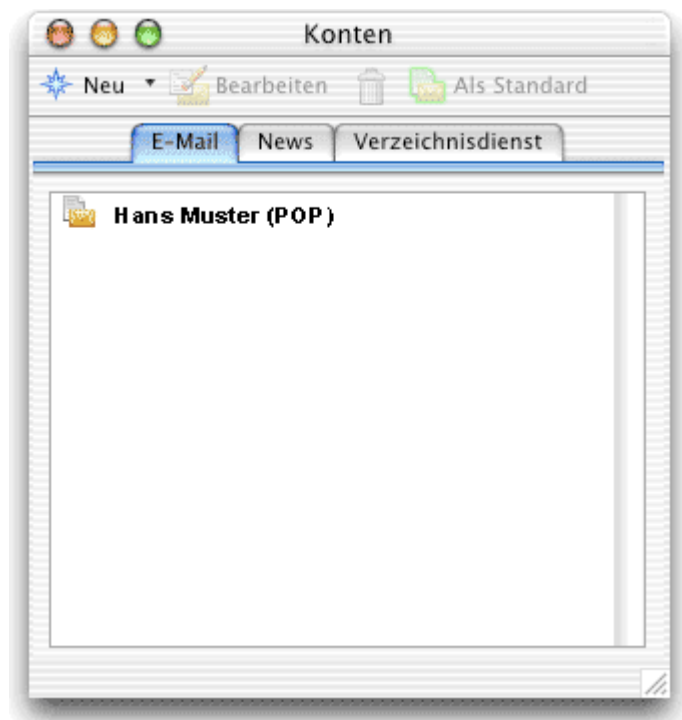 Konten
Neu Bearbeiten Als Standard
E-Mail News Verzeichnisdienst
Hans Muster (POP)